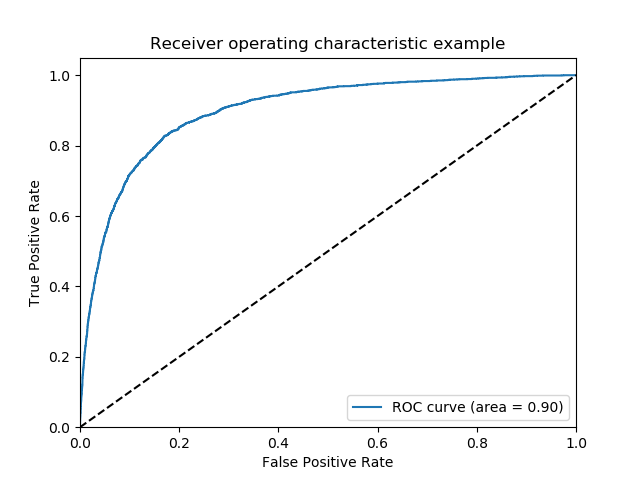 Receiver operating characteristic example
1.0
0.8
0.6
0.4
0.2
0.0
True Positive Rate
ROC curve (area = 0.90)
0.0 0.2 0.4 0.6 0.8 1.0
False Positive Rate